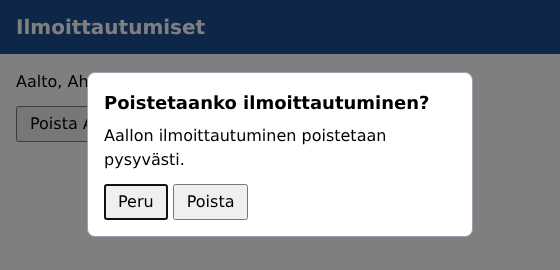 Ilmoittautumiset
Aalto, Ah
Poista
Poistetaanko ilmoittautuminen?
Aallon ilmoittautuminen poistetaan
pysyvästi.
Peru
Poista